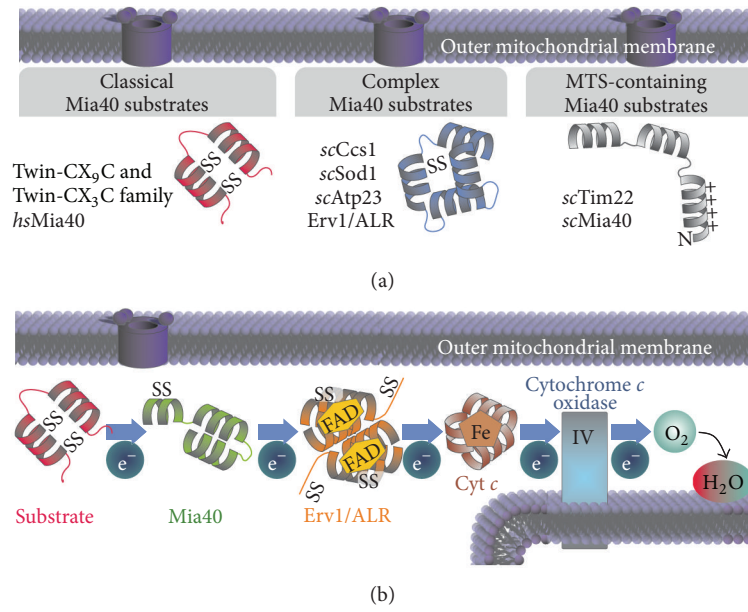 Outer mitochondrial membrane
Classical
Mia40 substrates
Twin-CX₉C and
Twin-CX₃C family
hsMia40
SS
SS
Complex
Mia40 substrates
scCcs1
scSod1
scAtp23
Erv1/ALR
SS
MTS-containing
Mia40 substrates
scTim22
scMia40
++++
N
(a)
Outer mitochondrial membrane
SS
SS
Substrate
e⁻
SS
Mia40
e⁻
SS
SS
FAD
FAD
SS
SS
Erv1/ALR
e⁻
Fe
Cyt c
e⁻
Cytochrome c
oxidase
IV
e⁻
O₂
H₂O
(b)